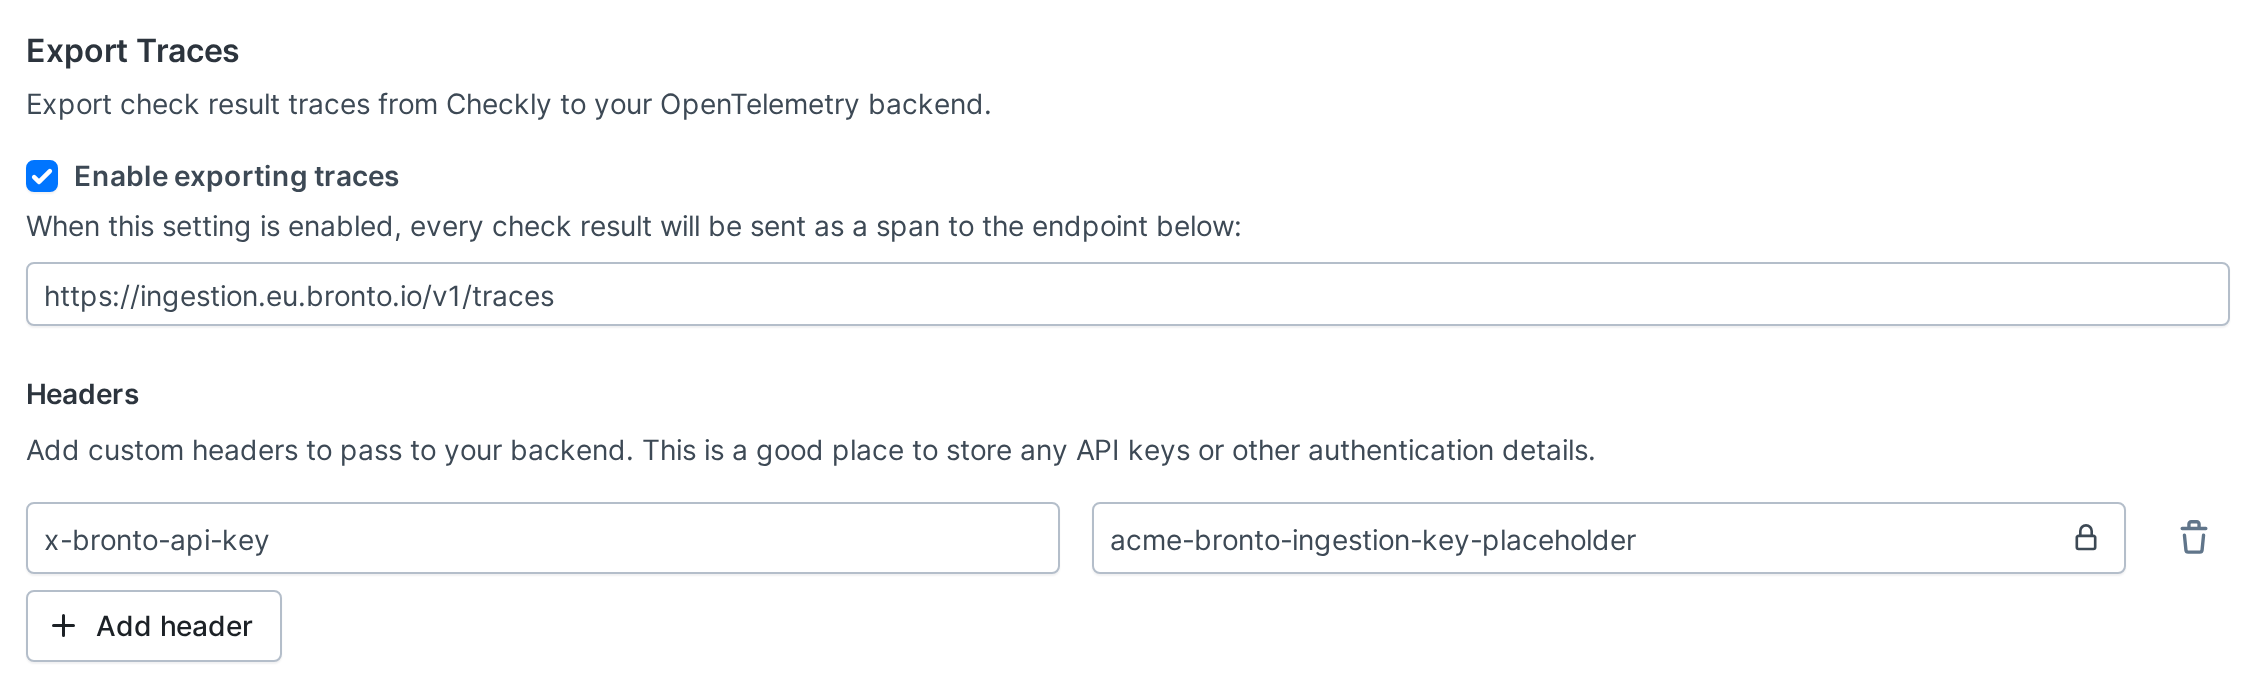 Export Traces
Export check result traces from Checkly to your OpenTelemetry backend.
Enable exporting traces
When this setting is enabled, every check result will be sent as a span to the endpoint below:
https://ingestion.eu.bronto.io/v1/traces
Headers
Add custom headers to pass to your backend. This is a good place to store any API keys or other authentication details.
x-bronto-api-key
acme-bronto-ingestion-key-placeholder
Add header